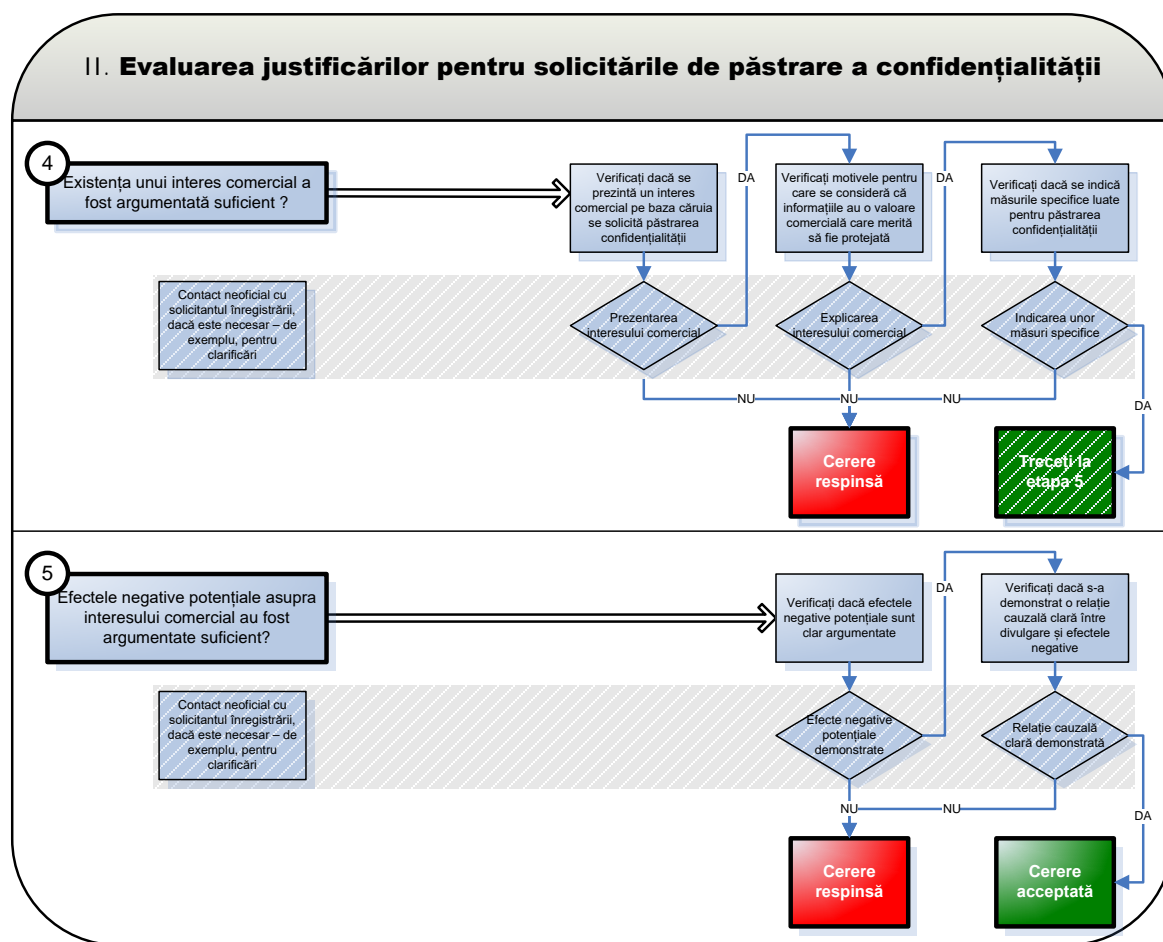 II. Evaluarea justificărilor pentru solicitările de păstrare a confidențialității
4
Existența unui interes comercial a
fost argumentată suficient ?
Verificați dacă se
prezintă un interes
comercial pe baza căruia
se solicită păstrarea
confidențialității
DA
Verificați motivele pentru
care se consideră că
informațiile au o valoare
comercială care merită
să fie protejată
DA
Verificați dacă se indică
măsurile specifice luate
pentru păstrarea
confidențialității
Contact neoficial cu
solicitantul înregistrării,
dacă este necesar – de
exemplu, pentru
clarificări
Prezentarea
interesului comercial
Explicarea
interesului comercial
Indicarea unor
măsuri specifice
NU
NU
NU
DA
Cerere
respinsă
Treceți la
etapa 5
5
Efectele negative potențiale asupra
interesului comercial au fost
argumentate suficient?
Verificați dacă efectele
negative potențiale sunt
clar argumentate
DA
Verificați dacă s-a
demonstrat o relație
cauzală clară între
divulgare și efectele
negative
Contact neoficial cu
solicitantul înregistrării,
dacă este necesar – de
exemplu, pentru
clarificări
Efecte negative
potențiale
demonstrate
Relație cauzală
clară demonstrată
NU
NU
DA
Cerere
respinsă
Cerere
acceptată